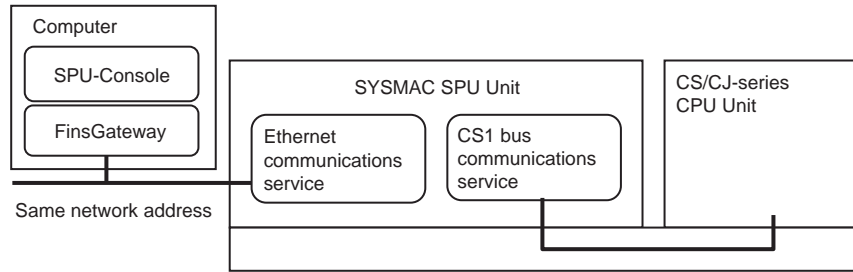 Computer
SPU-Console
FinsGateway
Same network address
SYSMAC SPU Unit
Ethernet
communications
service
CS1 bus
communications
service
CS/CJ-series
CPU Unit